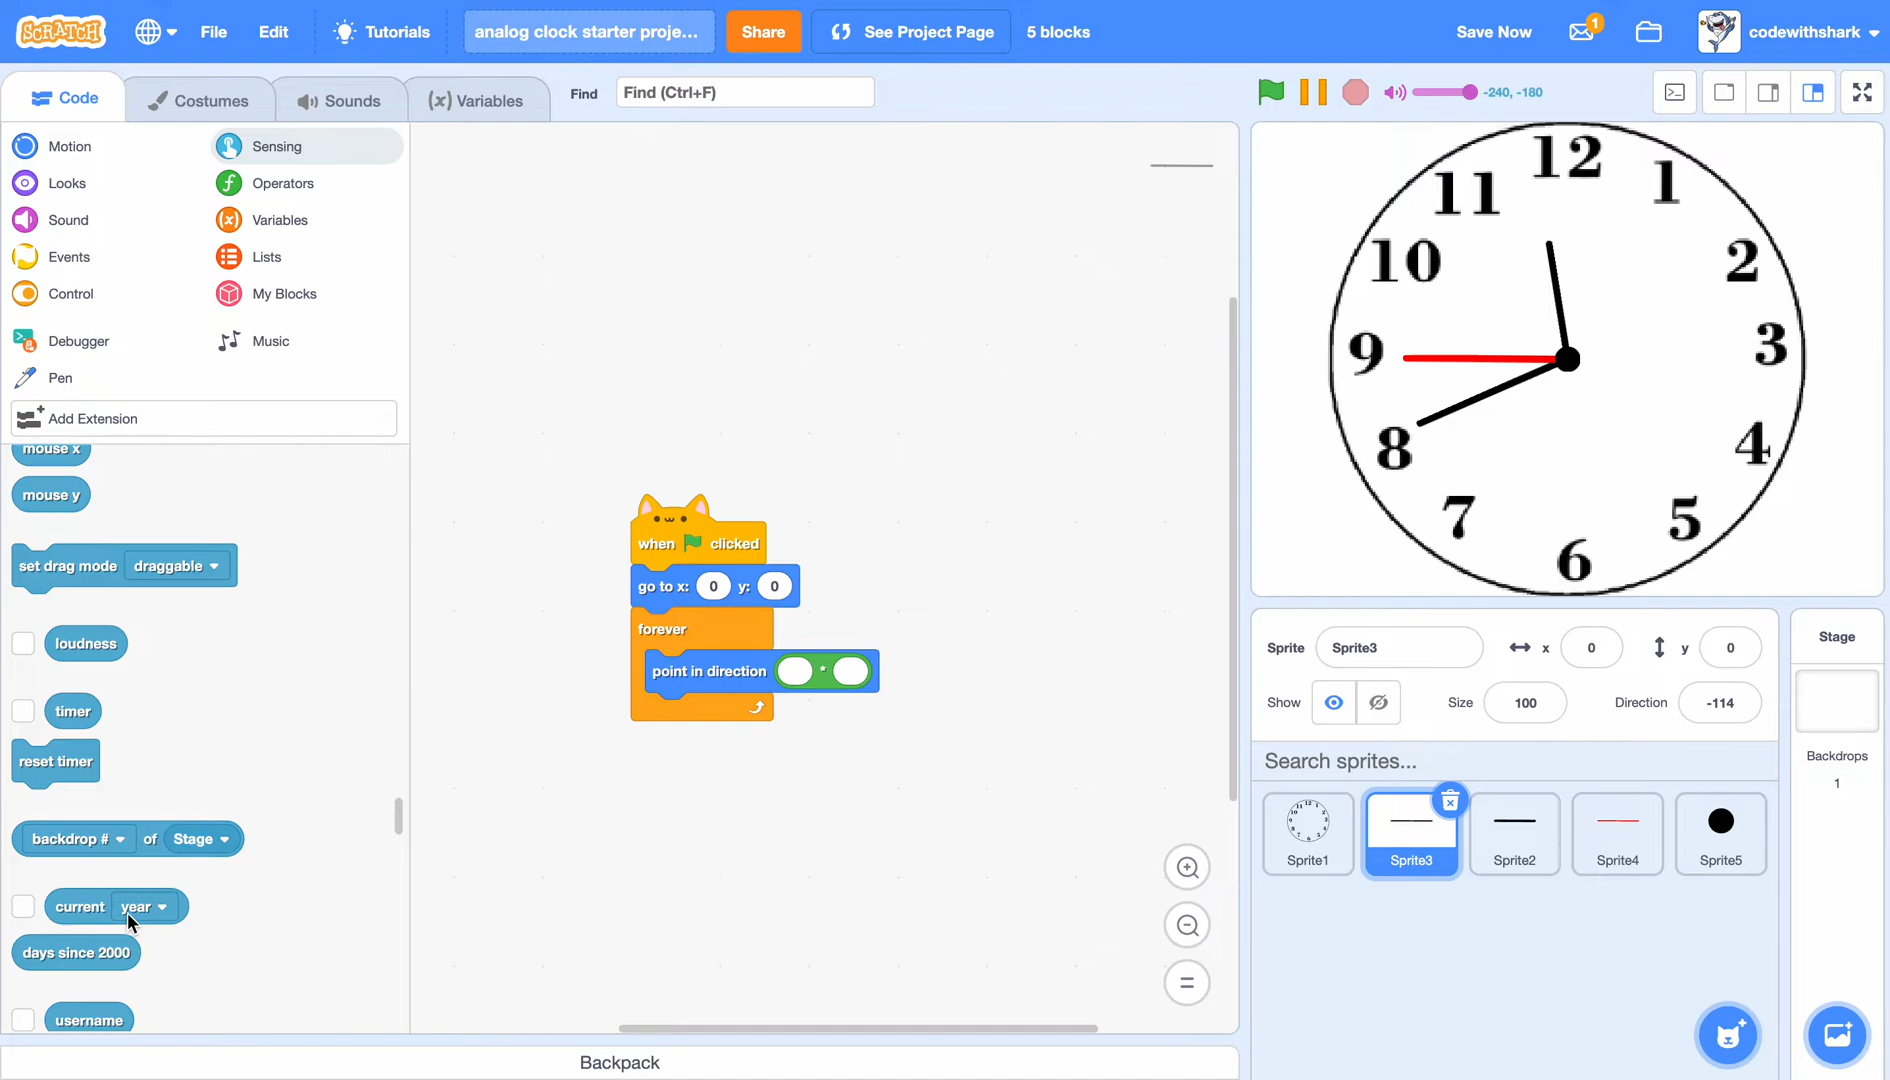 SCRATCH
File
Edit
Tutorials
analog clock starter proje...
Share
See Project Page
5 blocks
Save Now
1
codewithshark
Code
Costumes
Sounds
(x) Variables
Find
Find (Ctrl+F)
-240, -180
Motion
Sensing
Looks
Operators
Sound
Variables
Events
Lists
Control
My Blocks
Debugger
Music
Pen
Add Extension
mouse x
mouse y
set drag mode draggable
loudness
timer
reset timer
backdrop # of Stage
current year
days since 2000
username
when clicked
go to x: 0 y: 0
forever
point in direction *
12
11
1
10
2
9
3
8
4
7
5
6
Sprite Sprite3 x 0 y 0
Show Size 100 Direction -114
Search sprites...
Sprite1
Sprite3
Sprite2
Sprite4
Sprite5
Stage
Backdrops
1
Backpack